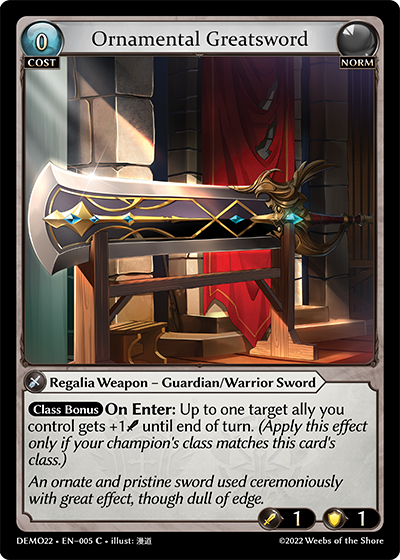 0
COST
Ornamental Greatsword
NORM
Regalia Weapon – Guardian/Warrior Sword
Class Bonus On Enter: Up to one target ally you
control gets +1 until end of turn. (Apply this effect
only if your champion's class matches this card's
class.)
An ornate and pristine sword used ceremoniously
with great effect, though dull of edge.
1
1
DEMO22 • EN-005 C • illust: 漫道
©2022 Weebs of the Shore